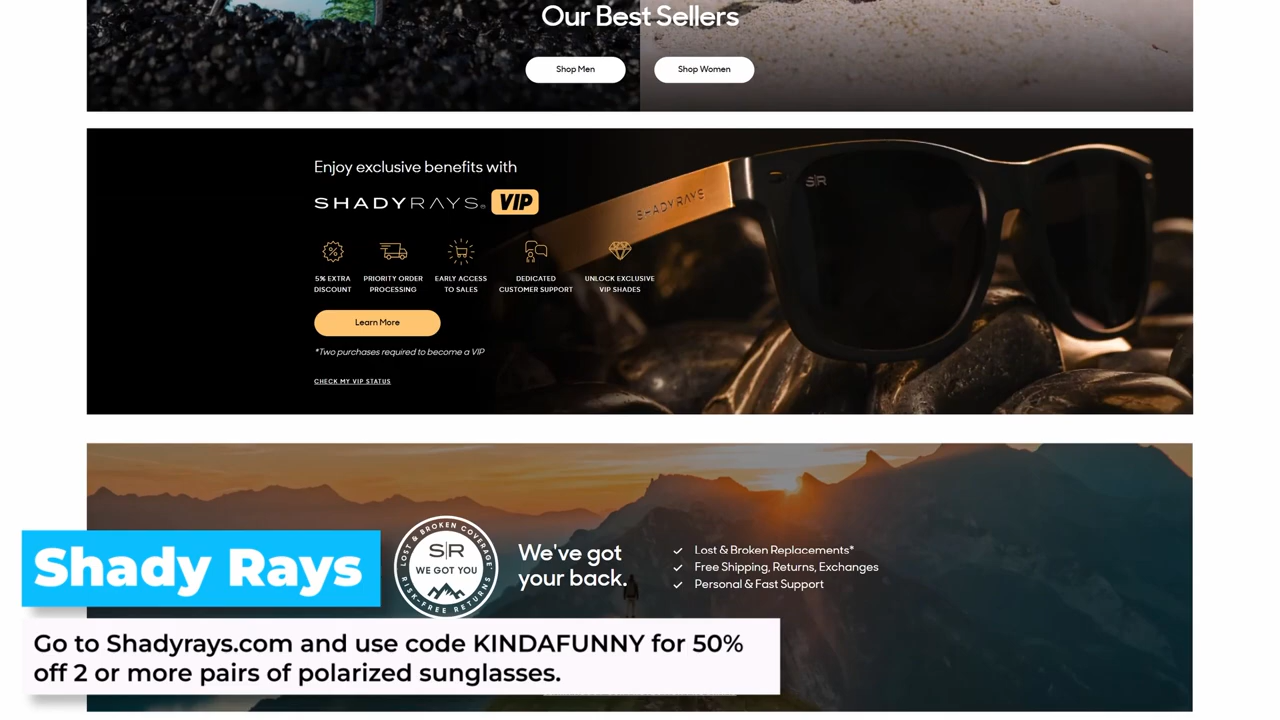 Our Best Sellers
Shop Men
Shop Women
Enjoy exclusive benefits with
SHADYRAYS® VIP
SHADYRAYS
S|R
5% EXTRA DISCOUNT
PRIORITY ORDER PROCESSING
EARLY ACCESS TO SALES
DEDICATED CUSTOMER SUPPORT
UNLOCK EXCLUSIVE VIP SHADES
Learn More
*Two purchases required to become a VIP
CHECK MY VIP STATUS
LOST & BROKEN COVERAGE*
S|R
WE GOT YOU
RISK-FREE RETURNS
We've got
your back.
Lost & Broken Replacements*
Free Shipping, Returns, Exchanges
Personal & Fast Support
Shady Rays
Go to Shadyrays.com and use code KINDAFUNNY for 50%
off 2 or more pairs of polarized sunglasses.